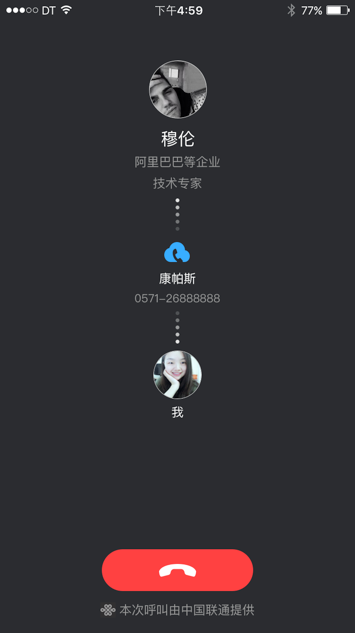 DT 下午4:59 77%
穆伦
阿里巴巴等企业
技术专家
康帕斯
0571-26888888
我
本次呼叫由中国联通提供